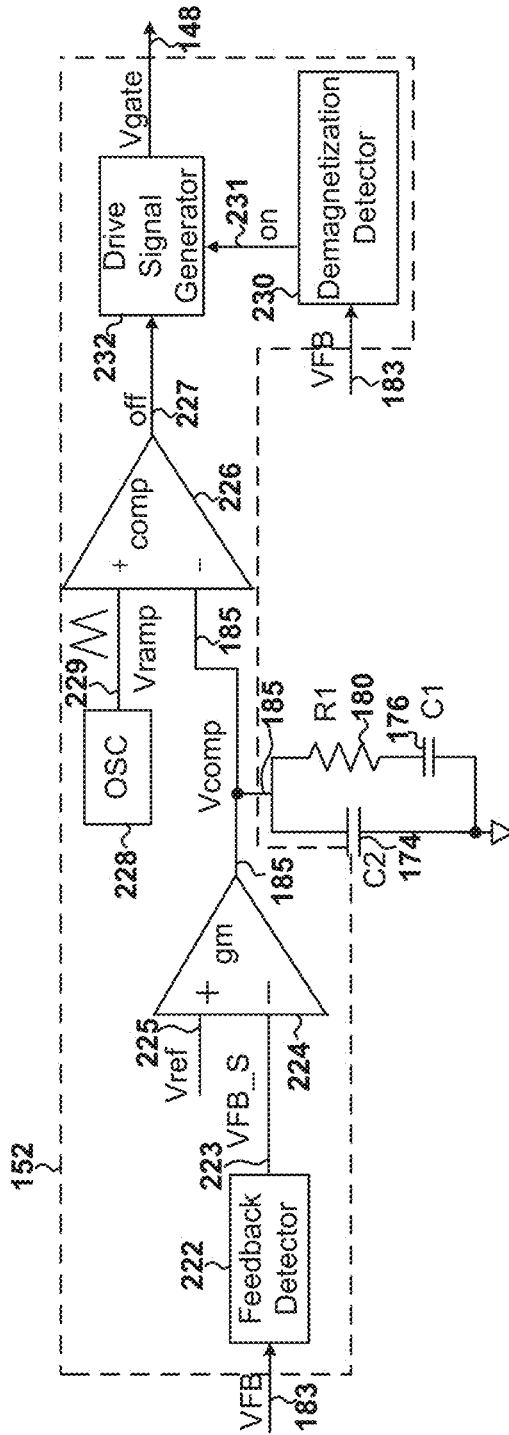 152
VFB
183
222
Feedback
Detector
223
VFB_S
Vref
225
+
−
gm
224
185
Vcomp
185
C2
174
R1
180
176
C1
228
OSC
229
Vramp
185
+
−
comp
226
off
227
232
Drive
Signal
Generator
Vgate
148
231
on
230
Demagnetization
Detector
VFB
183